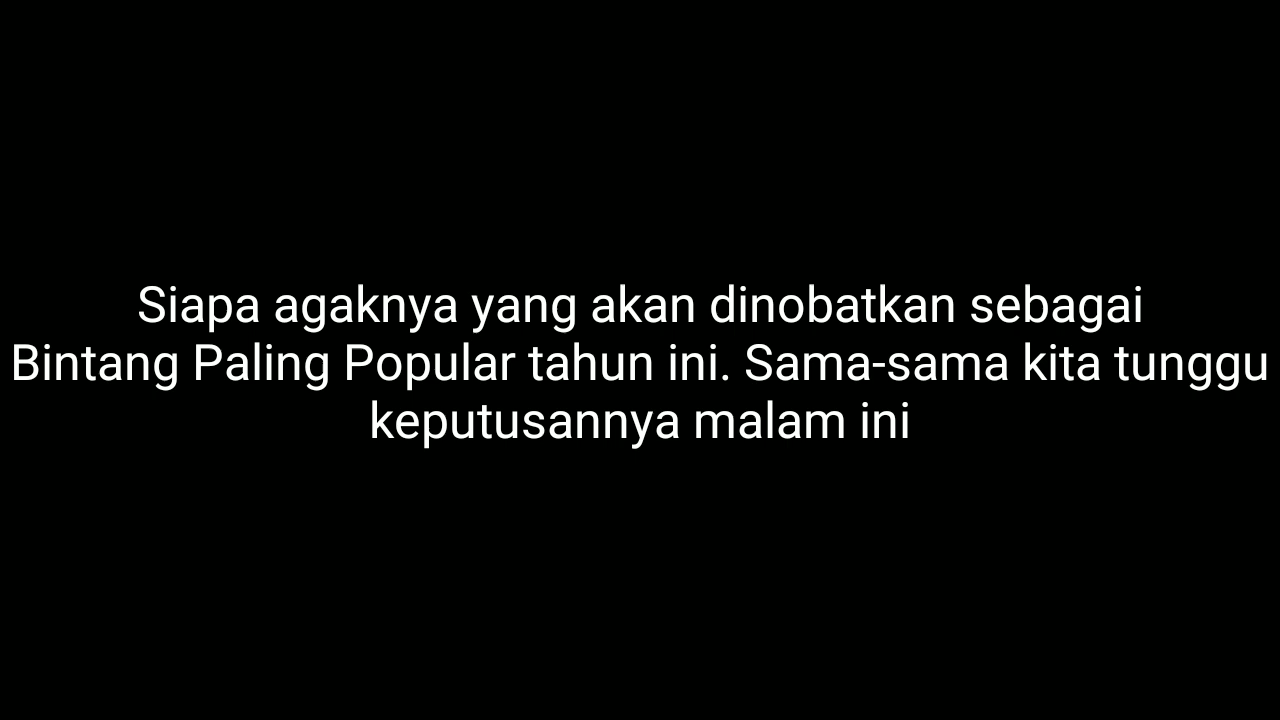 Siapa agaknya yang akan dinobatkan sebagai
Bintang Paling Popular tahun ini. Sama-sama kita tunggu
keputusannya malam ini